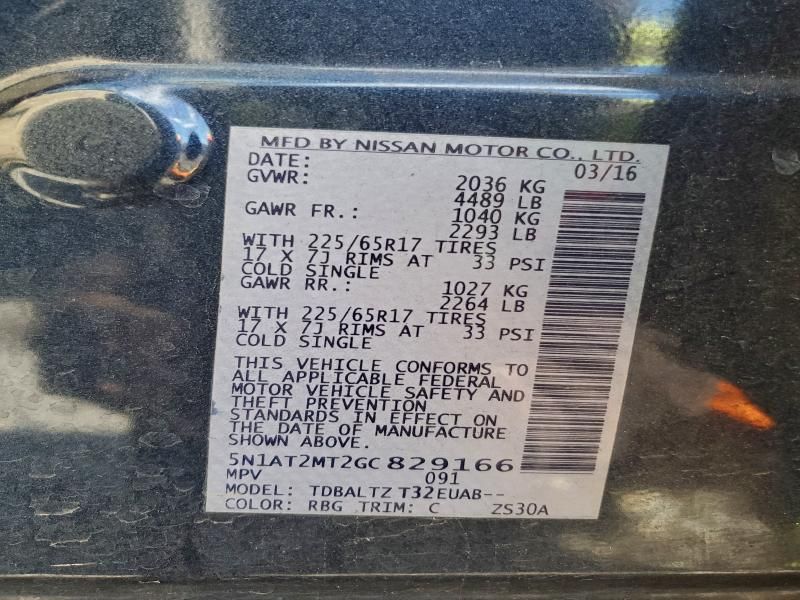 MFD BY NISSAN MOTOR CO., LTD.
DATE: 03/16
GVWR: 2036 KG
4489 LB
GAWR FR.: 1040 KG
2293 LB
WITH 225/65R17 TIRES
17 X 7J RIMS AT 33 PSI
COLD SINGLE
GAWR RR.: 1027 KG
2264 LB
WITH 225/65R17 TIRES
17 X 7J RIMS AT 33 PSI
COLD SINGLE
THIS VEHICLE CONFORMS TO
ALL APPLICABLE FEDERAL
MOTOR VEHICLE SAFETY AND
THEFT PREVENTION
STANDARDS IN EFFECT ON
THE DATE OF MANUFACTURE
SHOWN ABOVE.
5N1AT2MT2GC 829166
MPV 091
MODEL: TDBALTZ T32EUAB--
COLOR: RBG TRIM: C ZS30A